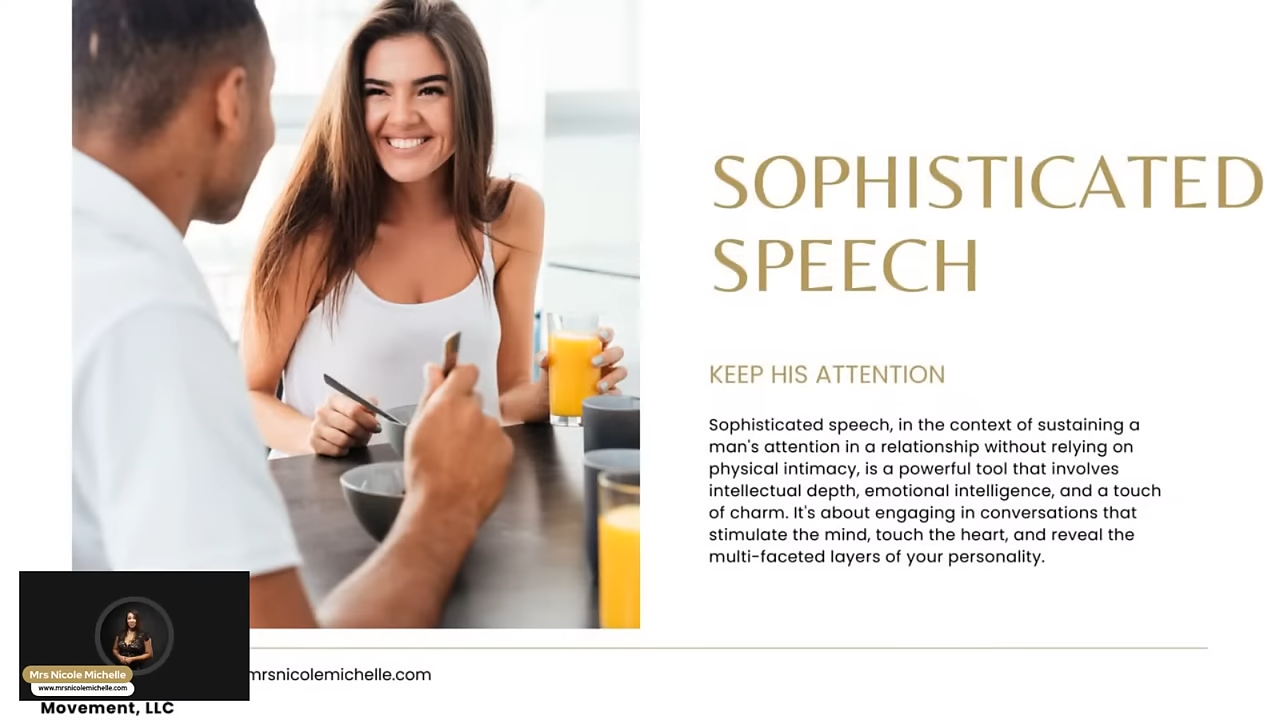 SOPHISTICATED
SPEECH
KEEP HIS ATTENTION
Sophisticated speech, in the context of sustaining a
man's attention in a relationship without relying on
physical intimacy, is a powerful tool that involves
intellectual depth, emotional intelligence, and a touch
of charm. It's about engaging in conversations that
stimulate the mind, touch the heart, and reveal the
multi-faceted layers of your personality.
mrsnicolemichelle.com
Mrs Nicole Michelle
www.mrsnicolemichelle.com
Movement, LLC